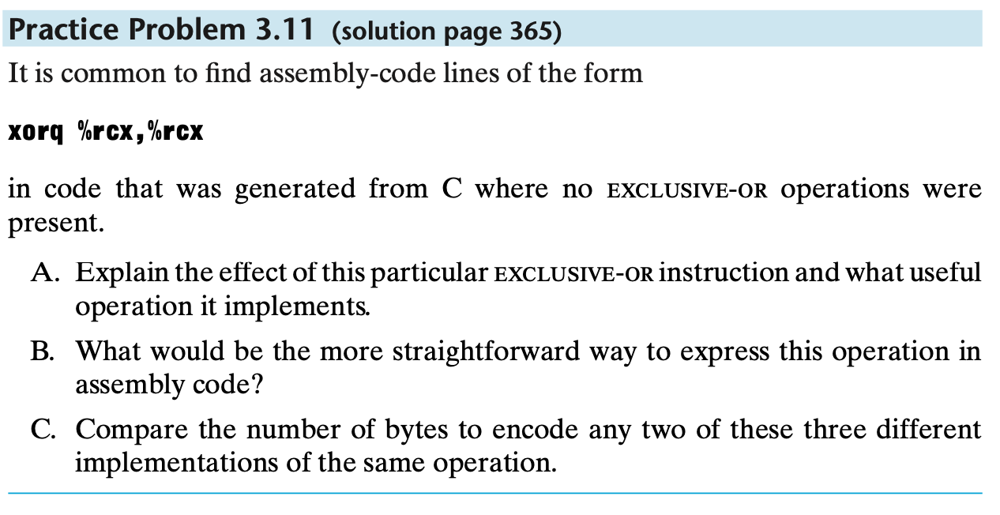 Practice Problem 3.11 (solution page 365)
It is common to find assembly-code lines of the form
xorq %rcx,%rcx
in code that was generated from C where no EXCLUSIVE-OR operations were
present.
A. Explain the effect of this particular EXCLUSIVE-OR instruction and what useful
operation it implements.
B. What would be the more straightforward way to express this operation in
assembly code?
C. Compare the number of bytes to encode any two of these three different
implementations of the same operation.